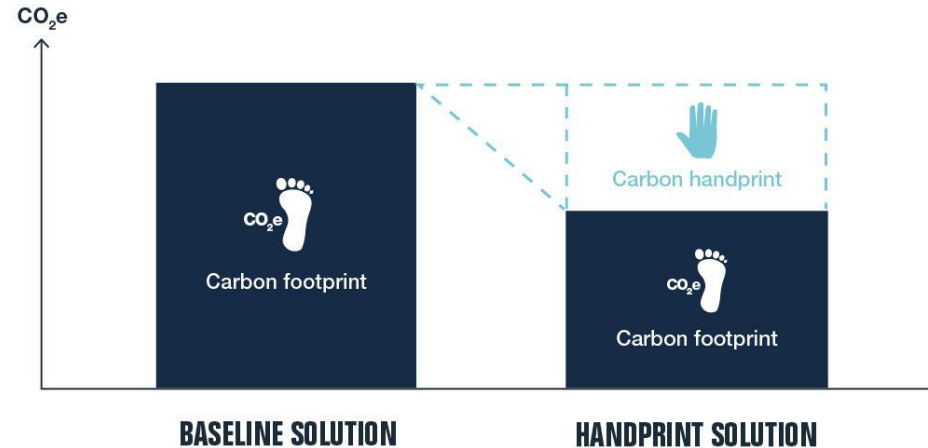 CO₂e
CO₂e
Carbon footprint
Carbon handprint
CO₂e
Carbon footprint
BASELINE SOLUTION
HANDPRINT SOLUTION